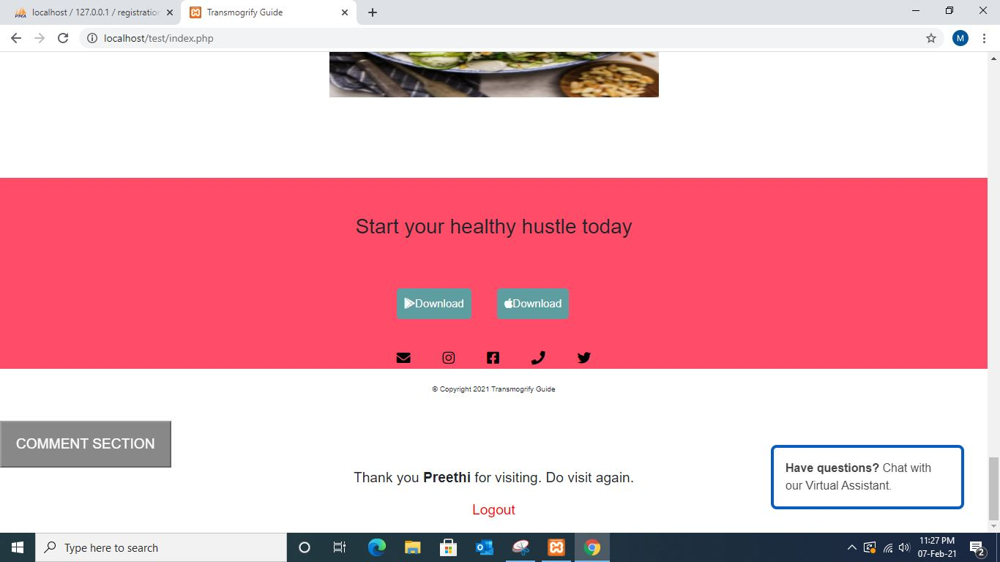 localhost / 127.0.0.1 / registration
Transmogrify Guide
localhost/test/index.php
M
Start your healthy hustle today
Download
Download
© Copyright 2021 Transmogrify Guide
COMMENT SECTION
Thank you Preethi for visiting. Do visit again.
Logout
Have questions? Chat with
our Virtual Assistant.
Type here to search
11:27 PM
07-Feb-21
2